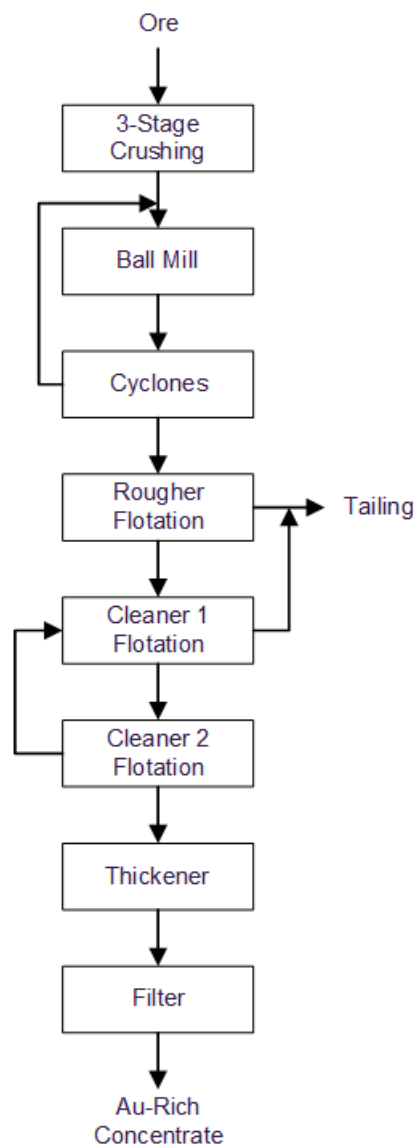 Ore
3-Stage
Crushing
Ball Mill
Cyclones
Rougher
Flotation
Tailing
Cleaner 1
Flotation
Cleaner 2
Flotation
Thickener
Filter
Au-Rich
Concentrate